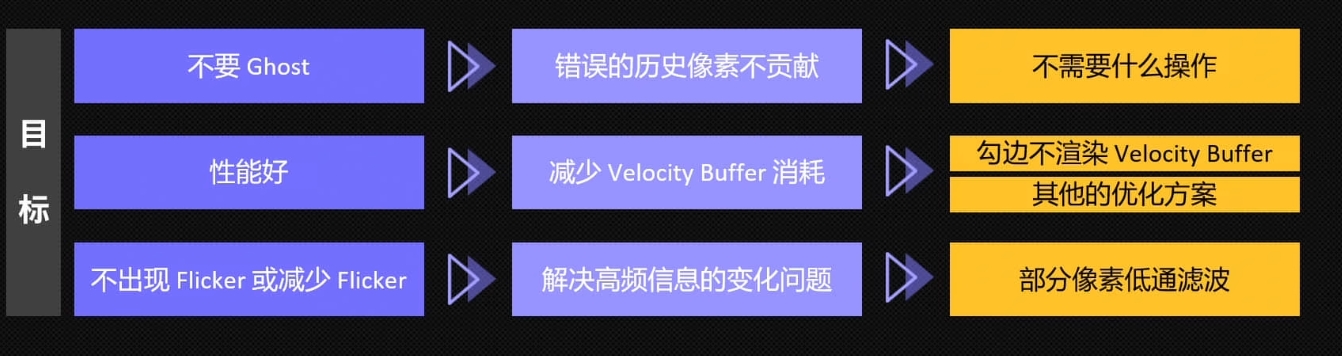 目标
不要 Ghost
错误的历史像素不贡献
不需要什么操作
性能好
减少 Velocity Buffer 消耗
勾边不渲染 Velocity Buffer
其他的优化方案
不出现 Flicker 或减少 Flicker
解决高频信息的变化问题
部分像素低通滤波